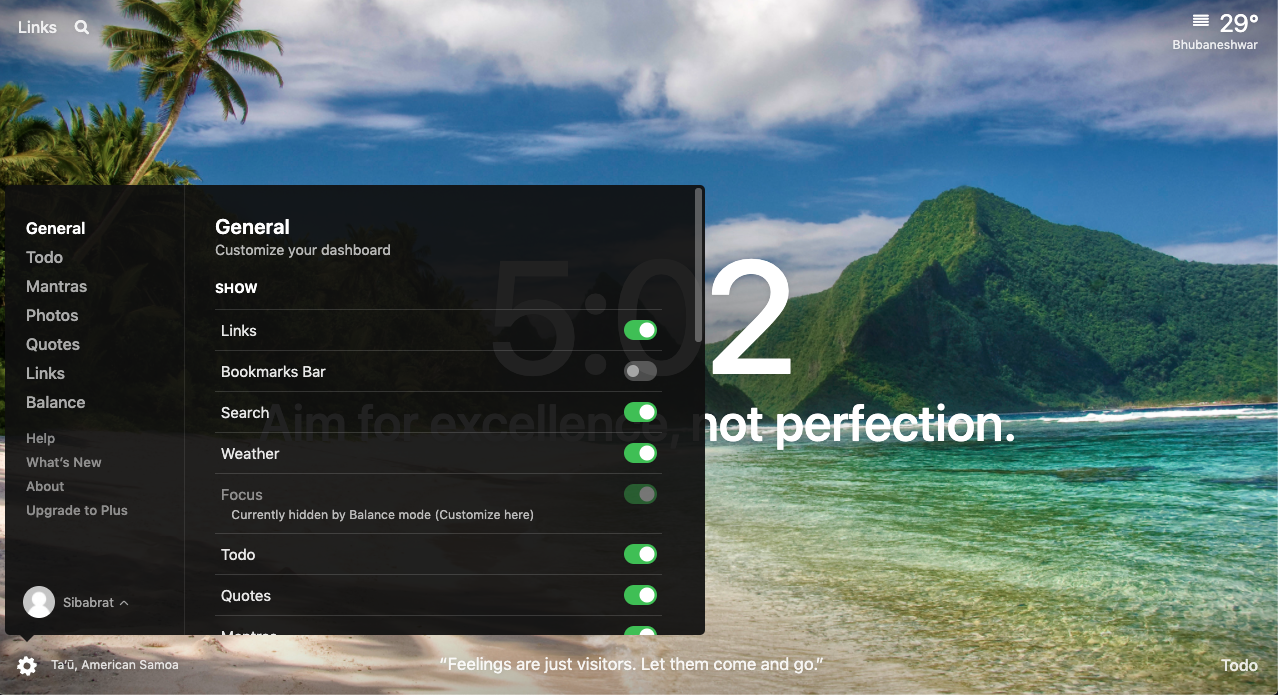 Links
29°
Bhubaneshwar
General
Todo
Mantras
Photos
Quotes
Links
Balance
Help
What's New
About
Upgrade to Plus
Sibabrat
General
Customize your dashboard
SHOW
Links
Bookmarks Bar
Search
Weather
Focus
Currently hidden by Balance mode (Customize here)
Todo
Quotes
Mantras
5:02
Aim for excellence, not perfection.
Ta'ū, American Samoa
“Feelings are just visitors. Let them come and go.”
Todo